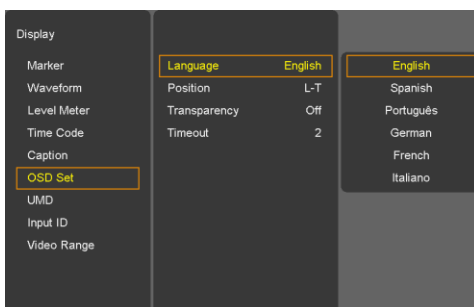 Display
Marker
Waveform
Level Meter
Time Code
Caption
OSD Set
UMD
Input ID
Video Range
Language English
Position L-T
Transparency Off
Timeout 2
English
Spanish
Português
German
French
Italiano